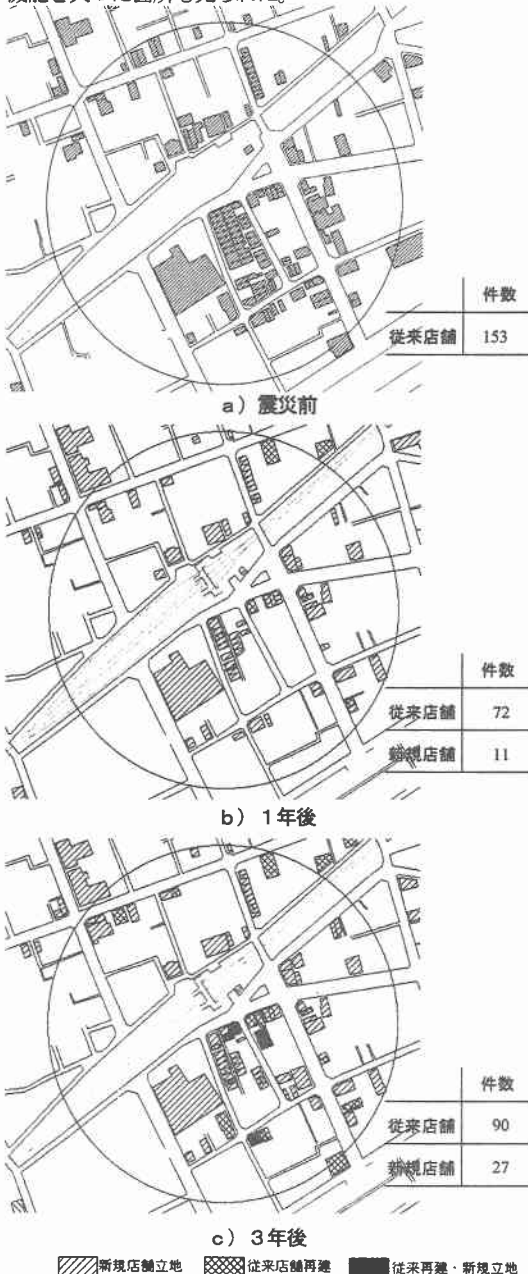 件数
従来店舗 153
a）震災前
件数
従来店舗 72
新規店舗 11
b）1年後
件数
従来店舗 90
新規店舗 27
c）3年後
新規店舗立地 従来店舗再建 従来再建・新規立地